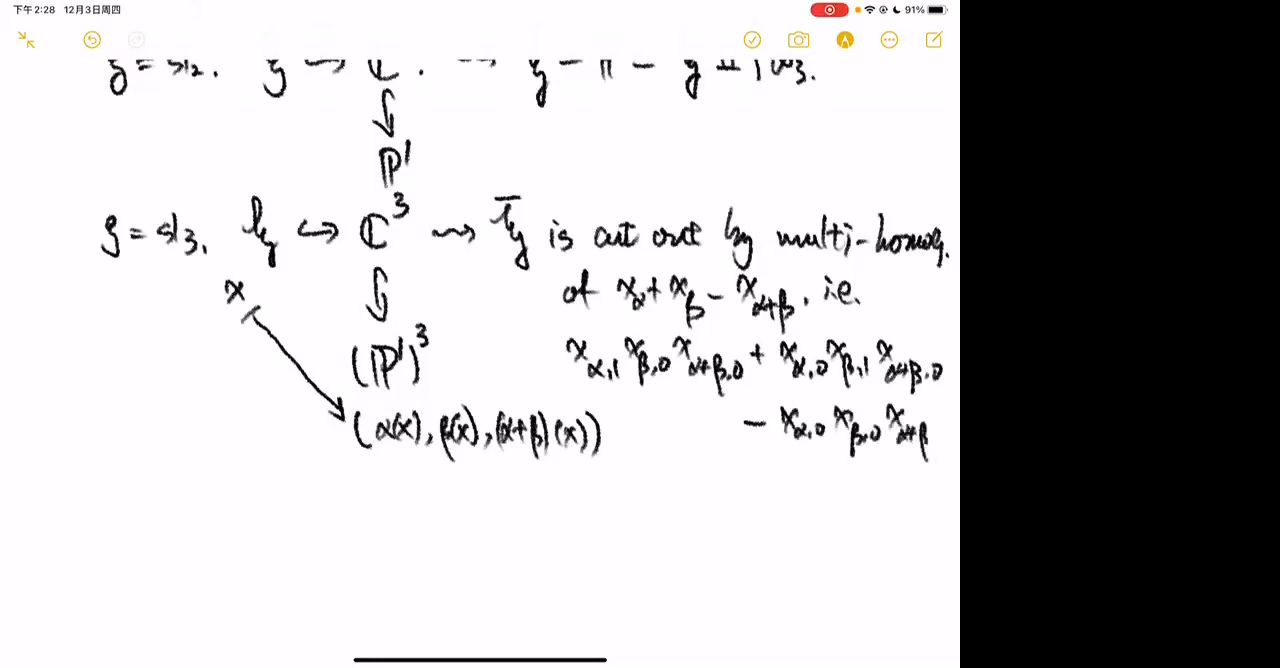 下午2:28 12月3日周四 91%
P¹
g = sl₃. 𝔥 ↪ ℂ³ ⇝ 𝔥̄ is cut out by multi-homog.
x of x_α + x_β − x_{α+β}. i.e.
(P¹)³ x_{α,1} x_{β,0} x_{α+β,0} + x_{α,0} x_{β,1} x_{α+β,0}
(α(x), β(x), (α+β)(x)) − x_{α,0} x_{β,0} x_{α+β}